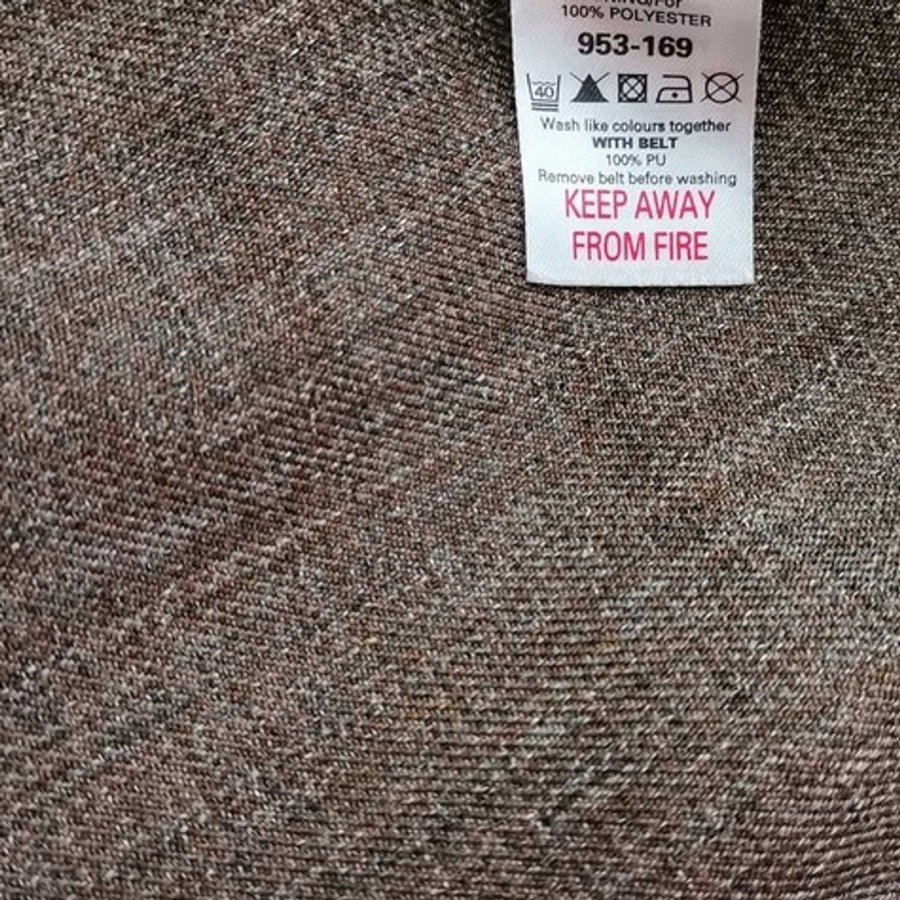 100% POLYESTER
953-169
40
Wash like colours together
WITH BELT
100% PU
Remove belt before washing
KEEP AWAY
FROM FIRE